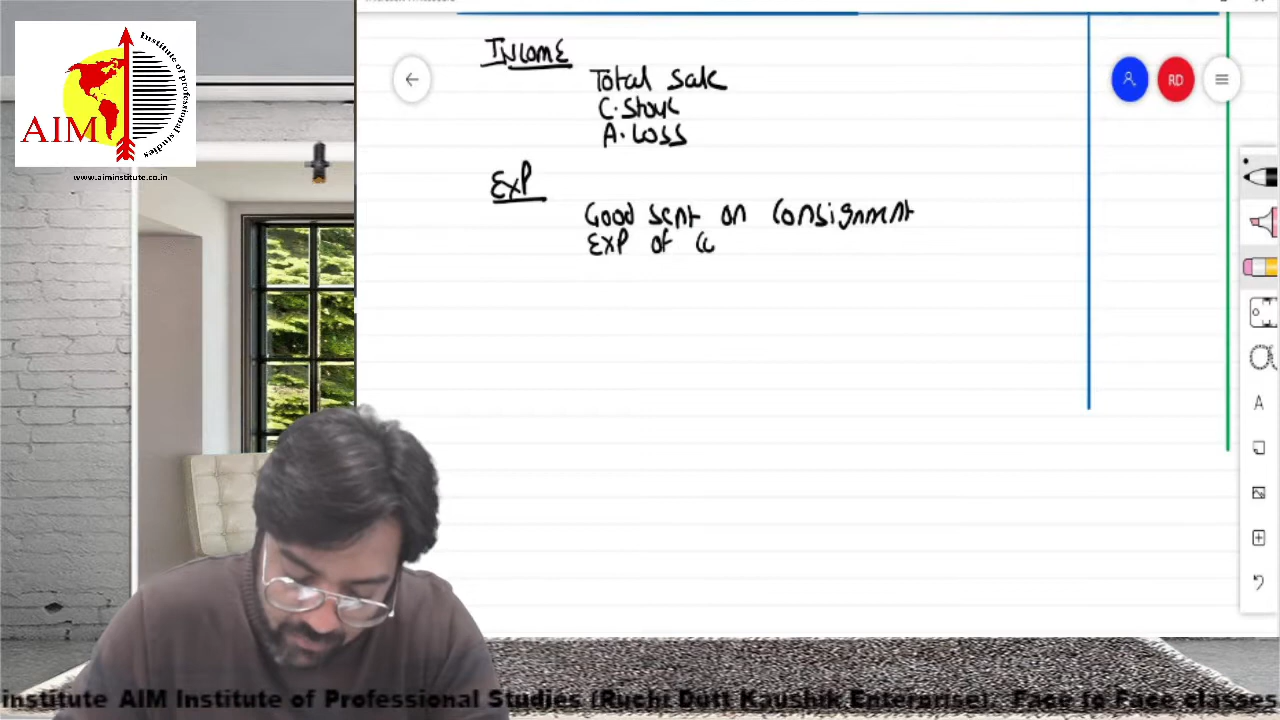 Institute of professional studies
AIM
www.aiminstitute.co.in
INCOME
Total Sale
C. Stock
A. Loss
EXP
Good sent on Consignment
EXP of Co
RD
A
institute AIM Institute of Professional Studies (Ruchi Dutt Kaushik Enterprise). Face to Face classes